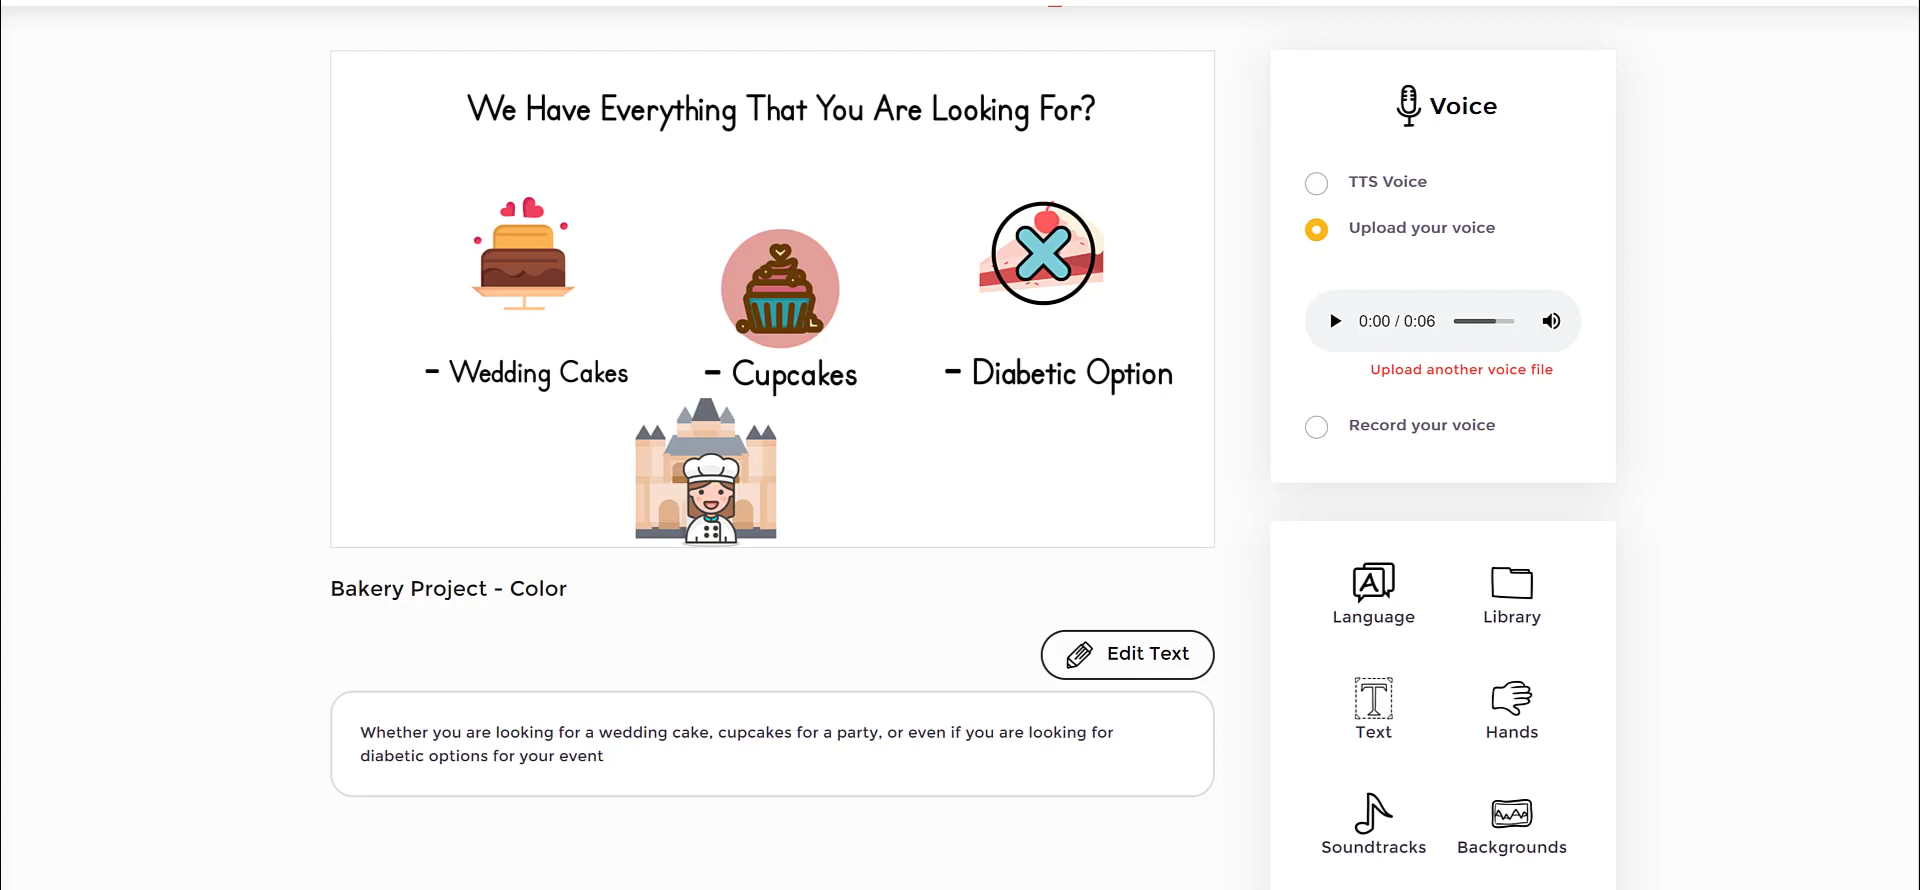 We Have Everything That You Are Looking For?
- Wedding Cakes
- Cupcakes
- Diabetic Option
Bakery Project - Color
Edit Text
Whether you are looking for a wedding cake, cupcakes for a party, or even if you are looking for
diabetic options for your event
Voice
TTS Voice
Upload your voice
0:00 / 0:06
Upload another voice file
Record your voice
Language
Library
Text
Hands
Soundtracks
Backgrounds